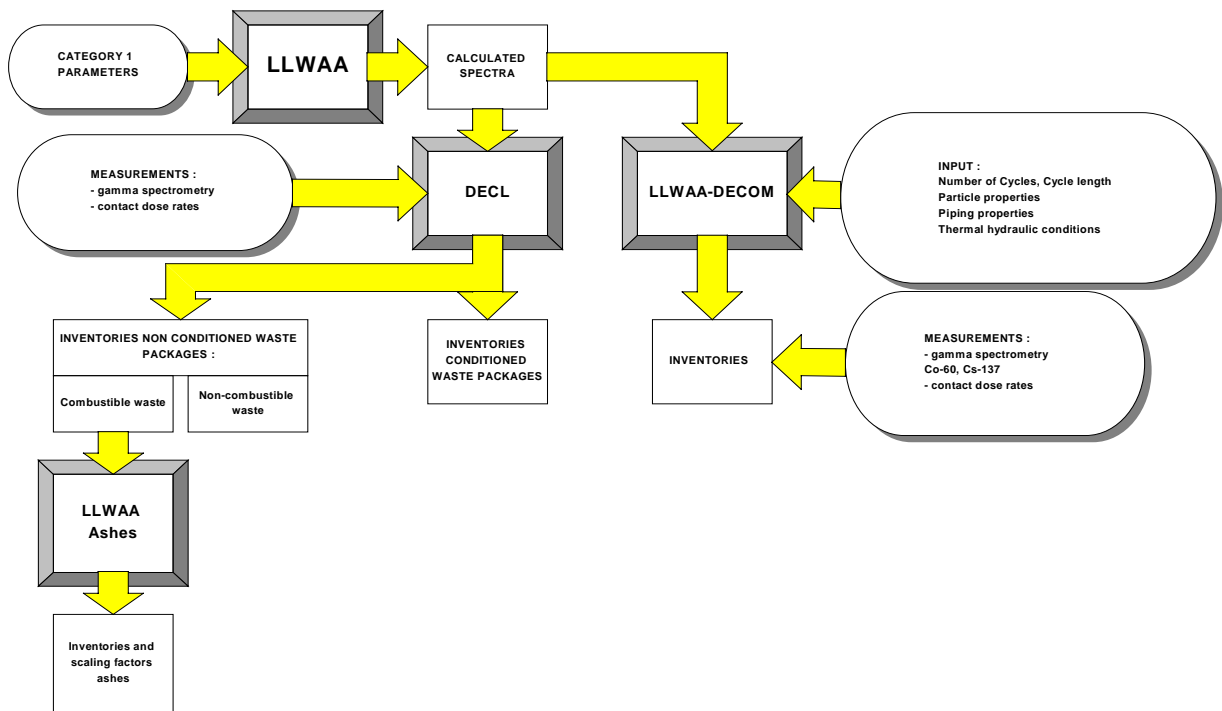 CATEGORY 1
PARAMETERS
LLWAA
CALCULATED
SPECTRA
MEASUREMENTS :
- gamma spectrometry
- contact dose rates
DECL
LLWAA-DECOM
INPUT :
Number of Cycles, Cycle length
Particle properties
Piping properties
Thermal hydraulic conditions
INVENTORIES NON CONDITIONED WASTE
PACKAGES :
Combustible waste
Non-combustible
waste
INVENTORIES
CONDITIONED
WASTE PACKAGES
INVENTORIES
MEASUREMENTS :
- gamma spectrometry
Co-60, Cs-137
- contact dose rates
LLWAA
Ashes
Inventories and
scaling factors
ashes